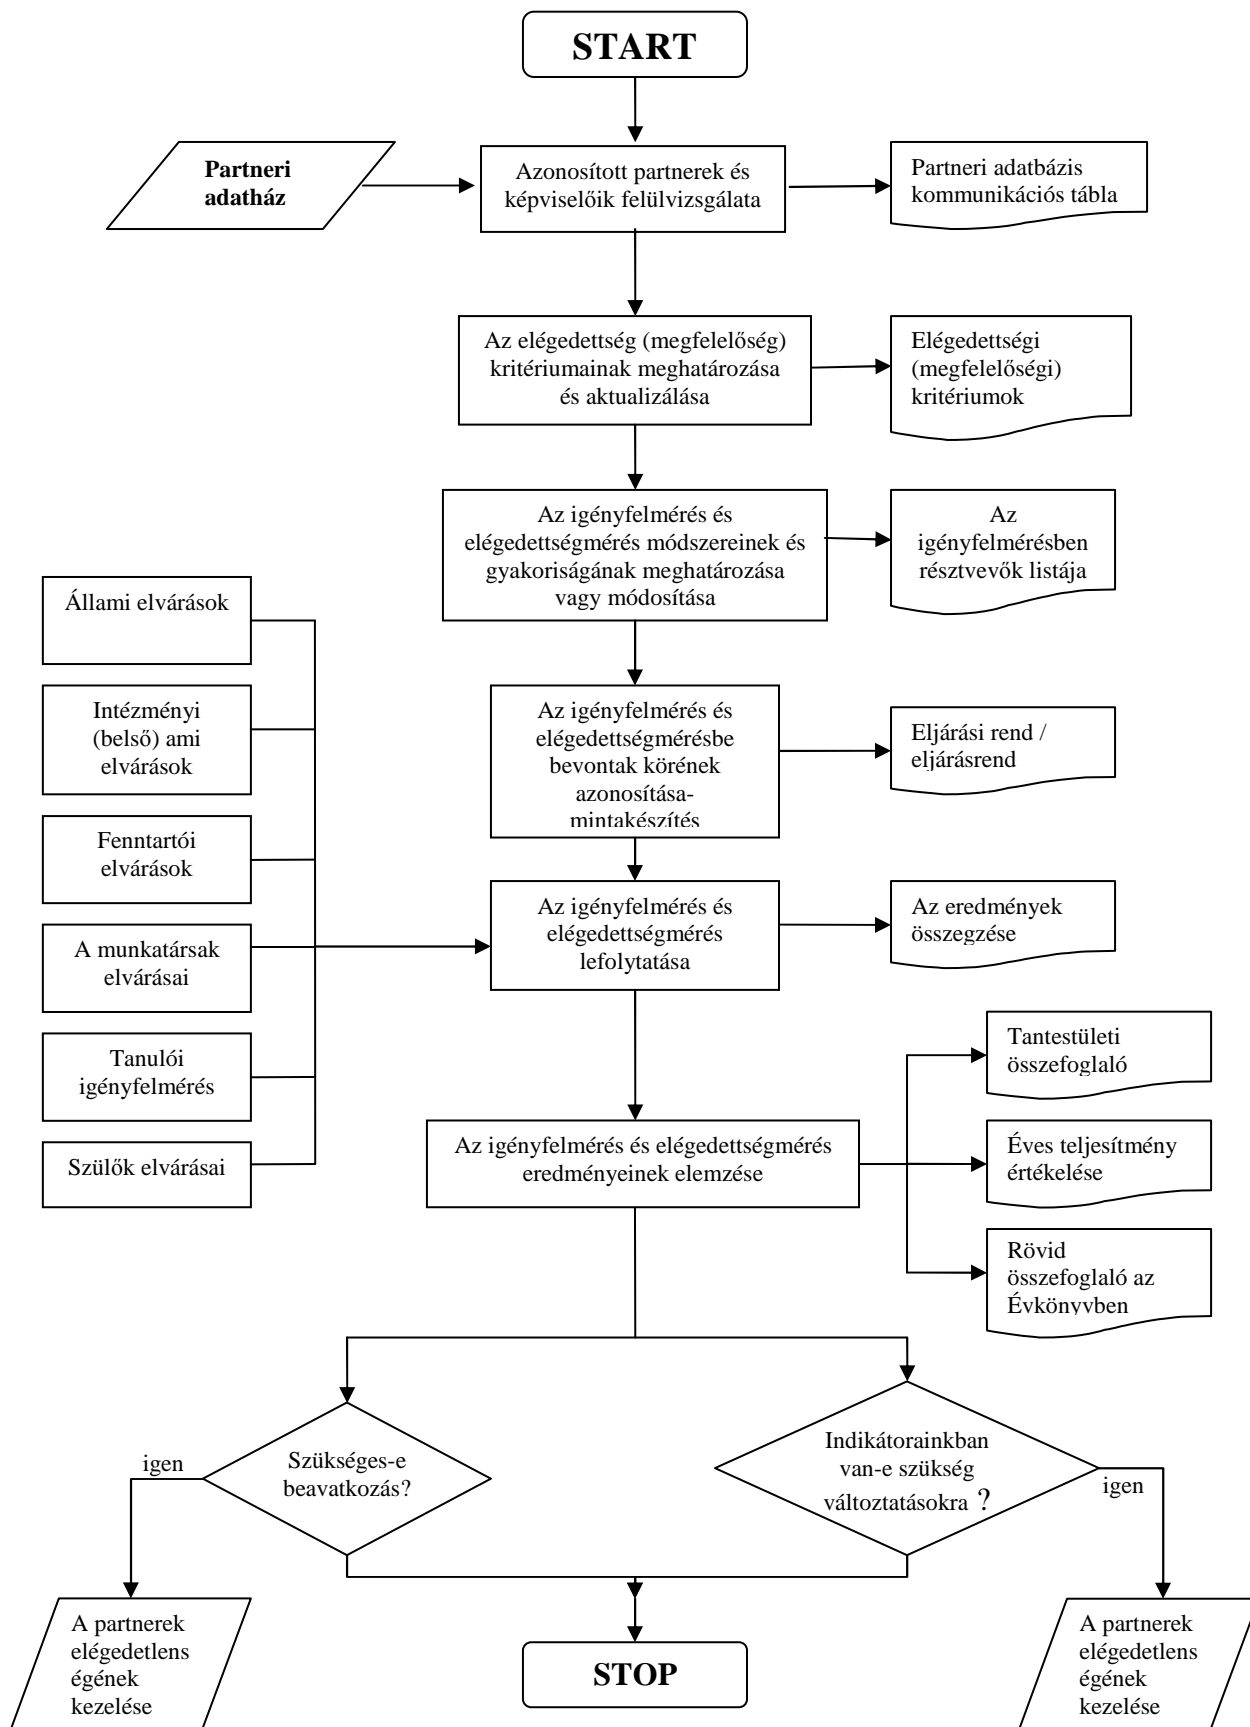 START
Partneri
adatház
Azonosított partnerek és
képviselőik felülvizsgálata
Partneri adatbázis
kommunikációs tábla
Az elégedettség (megfelelőség)
kritériumainak meghatározása
és aktualizálása
Elégedettségi
(megfelelőségi)
kritériumok
Az igényfelmérés és
elégedettségmérés módszereinek és
gyakoriságának meghatározása
vagy módosítása
Az
igényfelmérésben
résztvevők listája
Állami elvárások
Intézményi
(belső) ami
elvárások
Az igényfelmérés és
elégedettségmérésbe
bevontak körének
azonosítása-
mintakészítés
Eljárási rend /
eljárásrend
Fenntartói
elvárások
Az igényfelmérés és
elégedettségmérés
lefolytatása
Az eredmények
összegzése
A munkatársak
elvárásai
Tanulói
igényfelmérés
Tantestületi
összefoglaló
Szülők elvárásai
Az igényfelmérés és elégedettségmérés
eredményeinek elemzése
Éves teljesítmény
értékelése
Rövid
összefoglaló az
Évkönyvben
igen
Szükséges-e
beavatkozás?
Indikátorainkban
van-e szükség
változtatásokra ?
igen
A partnerek
elégedetlens
égének
kezelése
STOP
A partnerek
elégedetlens
égének
kezelése